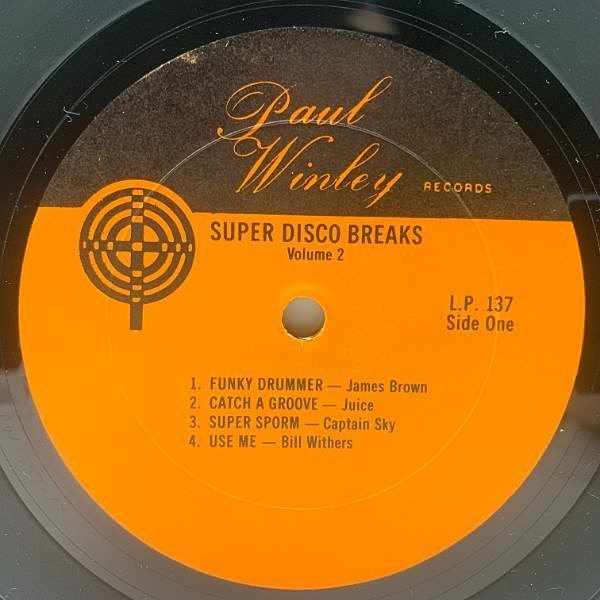 Paul
Winley RECORDS
SUPER DISCO BREAKS
Volume 2
L.P. 137
Side One
1. FUNKY DRUMMER — James Brown
2. CATCH A GROOVE — Juice
3. SUPER SPORM — Captain Sky
4. USE ME — Bill Withers